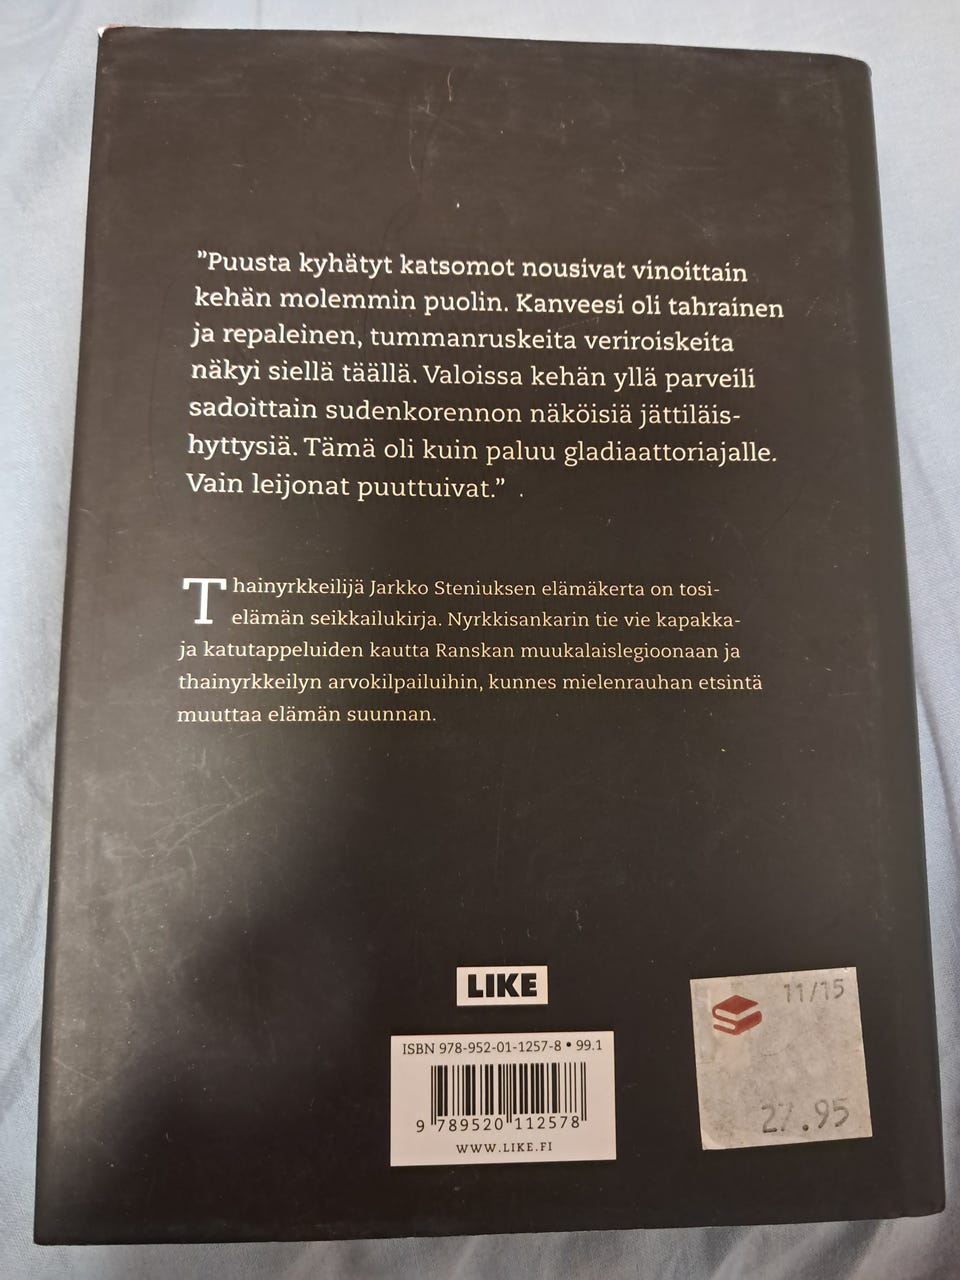 ”Puusta kyhätyt katsomot nousivat vinoittain
kehän molemmin puolin. Kanveesi oli tahrainen
ja repaleinen, tummanruskeita veriroiskeita
näkyi siellä täällä. Valoissa kehän yllä parveili
sadoittain sudenkorennon näköisiä jättiläis-
hyttysiä. Tämä oli kuin paluu gladiaattoriajalle.
Vain leijonat puuttuivat.”
Thainyrkkeilijä Jarkko Steniuksen elämäkerta on tosi-
elämän seikkailukirja. Nyrkkisankarin tie vie kapakka-
ja katutappeluiden kautta Ranskan muukalaislegioonaan ja
thainyrkkeilyn arvokilpailuihin, kunnes mielenrauhan etsintä
muuttaa elämän suunnan.
LIKE
ISBN 978-952-01-1257-8 • 99.1
9 789520 112578
WWW.LIKE.FI
11/15
27.95